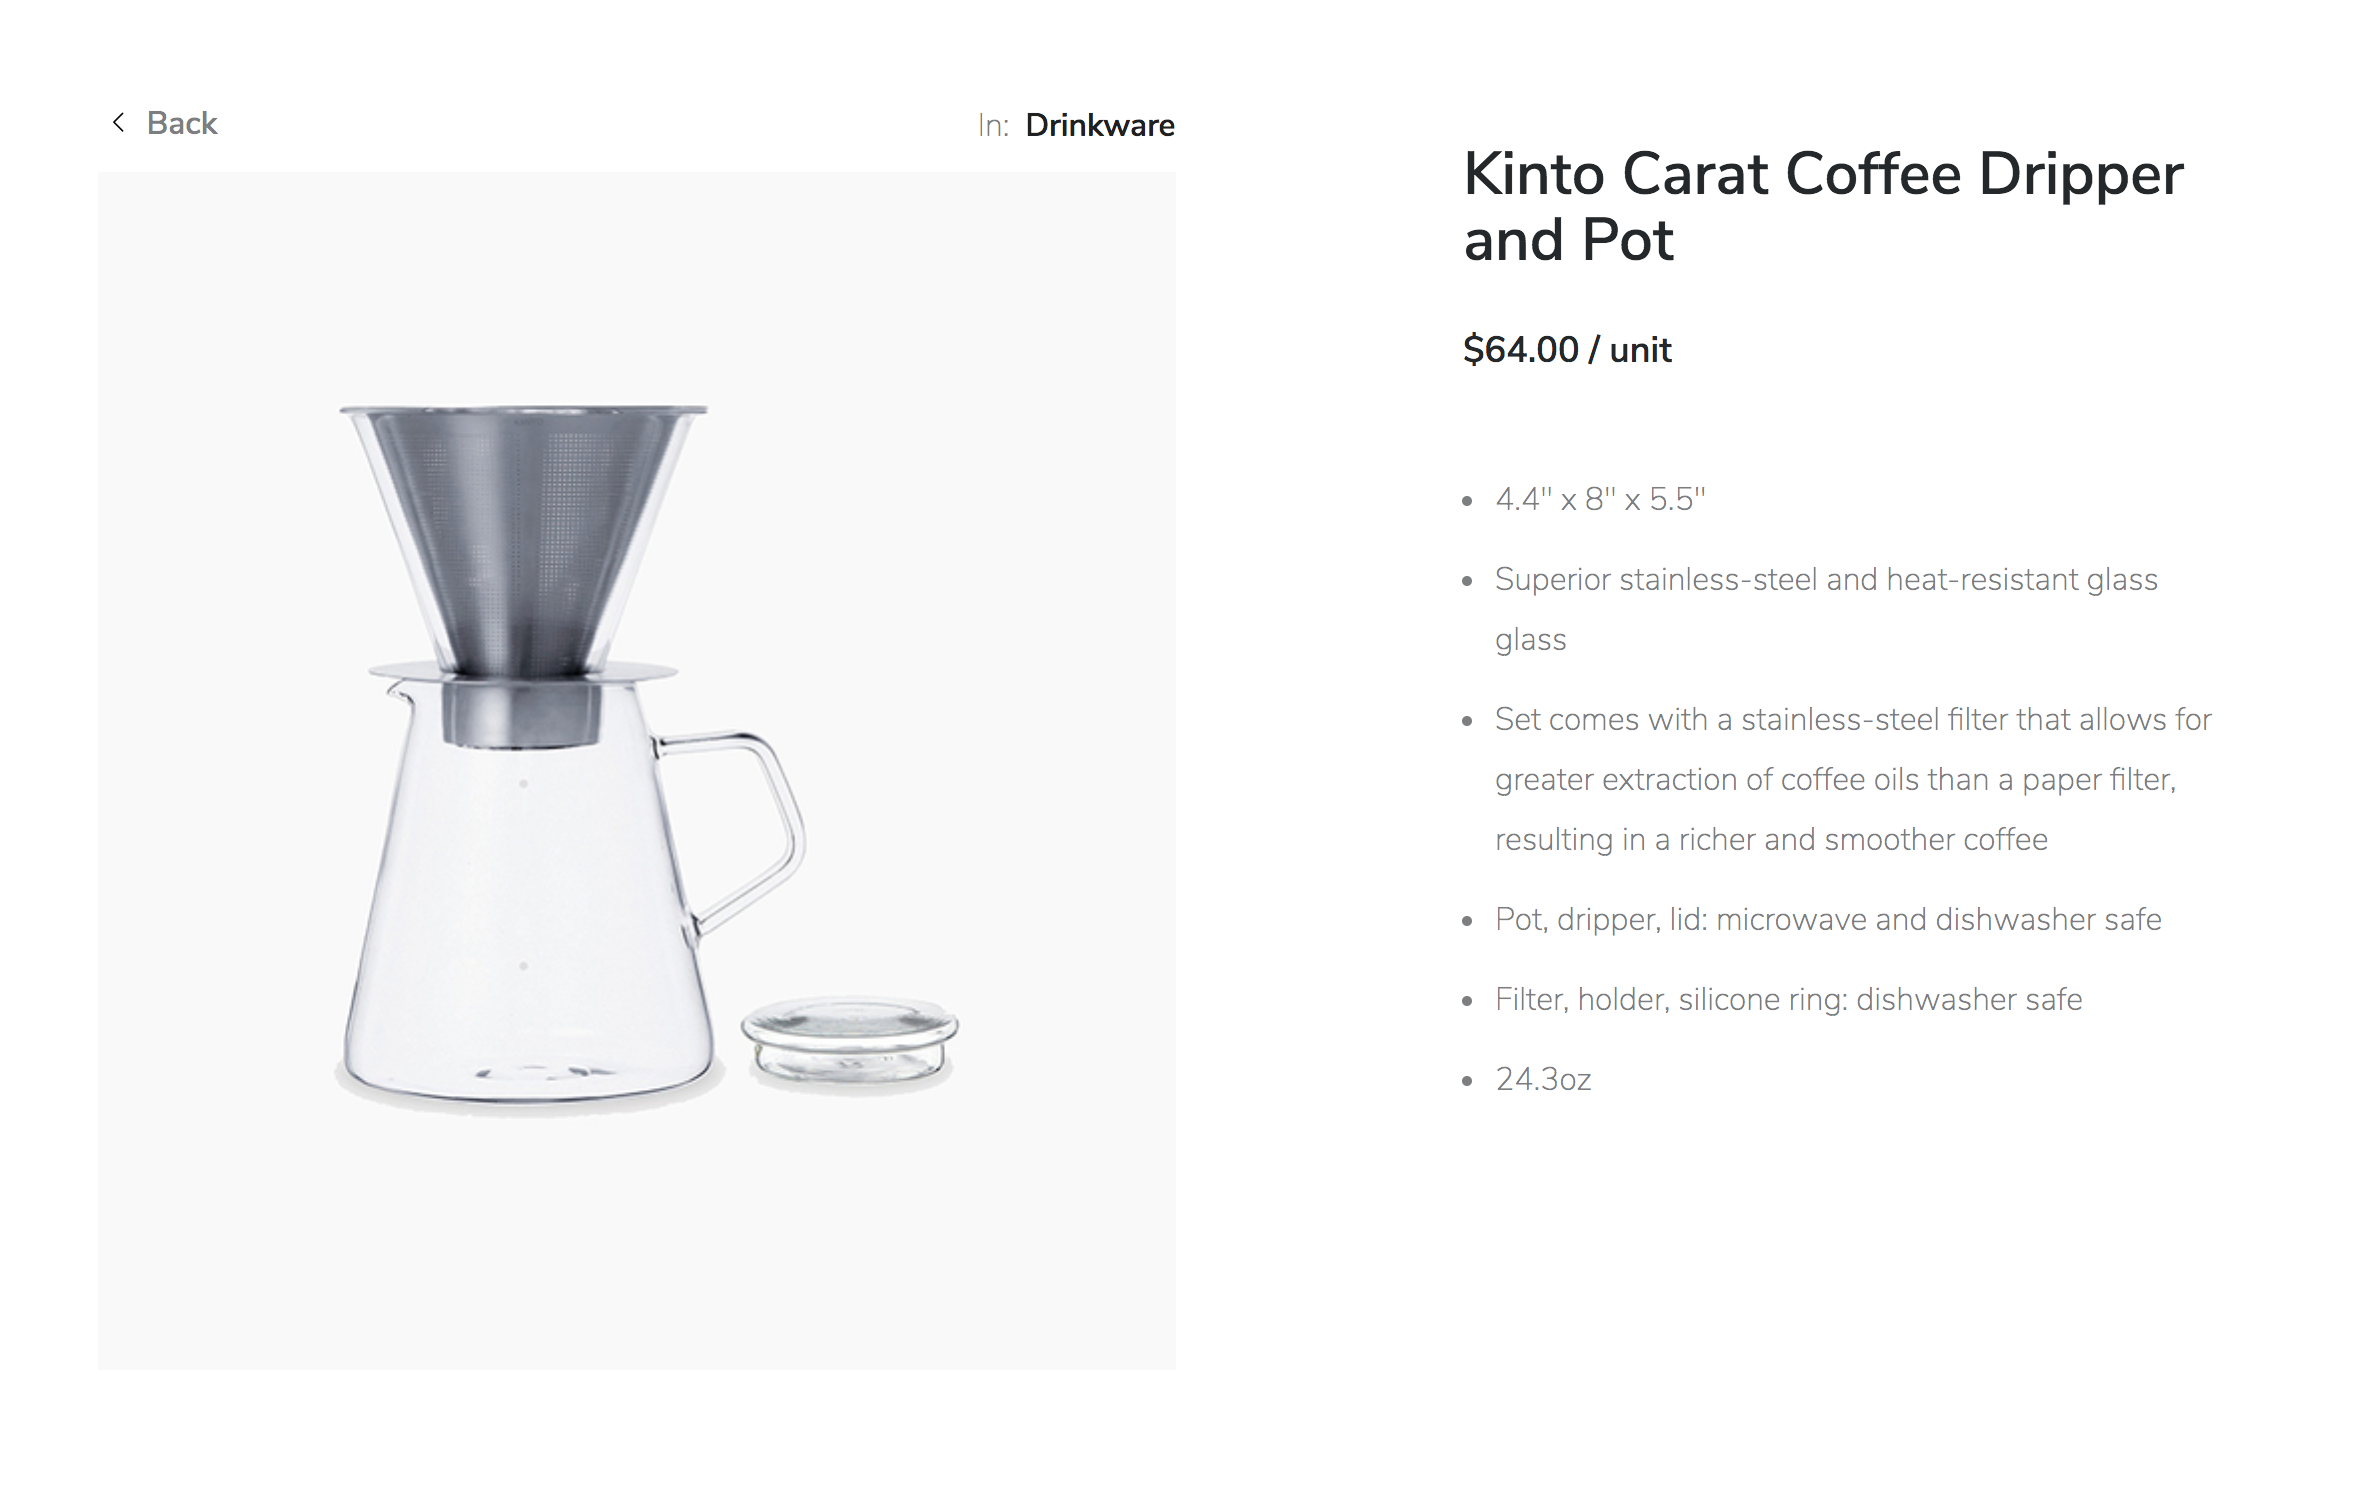 Back
In: Drinkware
Kinto Carat Coffee Dripper
and Pot
$64.00 / unit
4.4" x 8" x 5.5"
Superior stainless-steel and heat-resistant glass
glass
Set comes with a stainless-steel filter that allows for
greater extraction of coffee oils than a paper filter,
resulting in a richer and smoother coffee
Pot, dripper, lid: microwave and dishwasher safe
Filter, holder, silicone ring: dishwasher safe
24.3oz